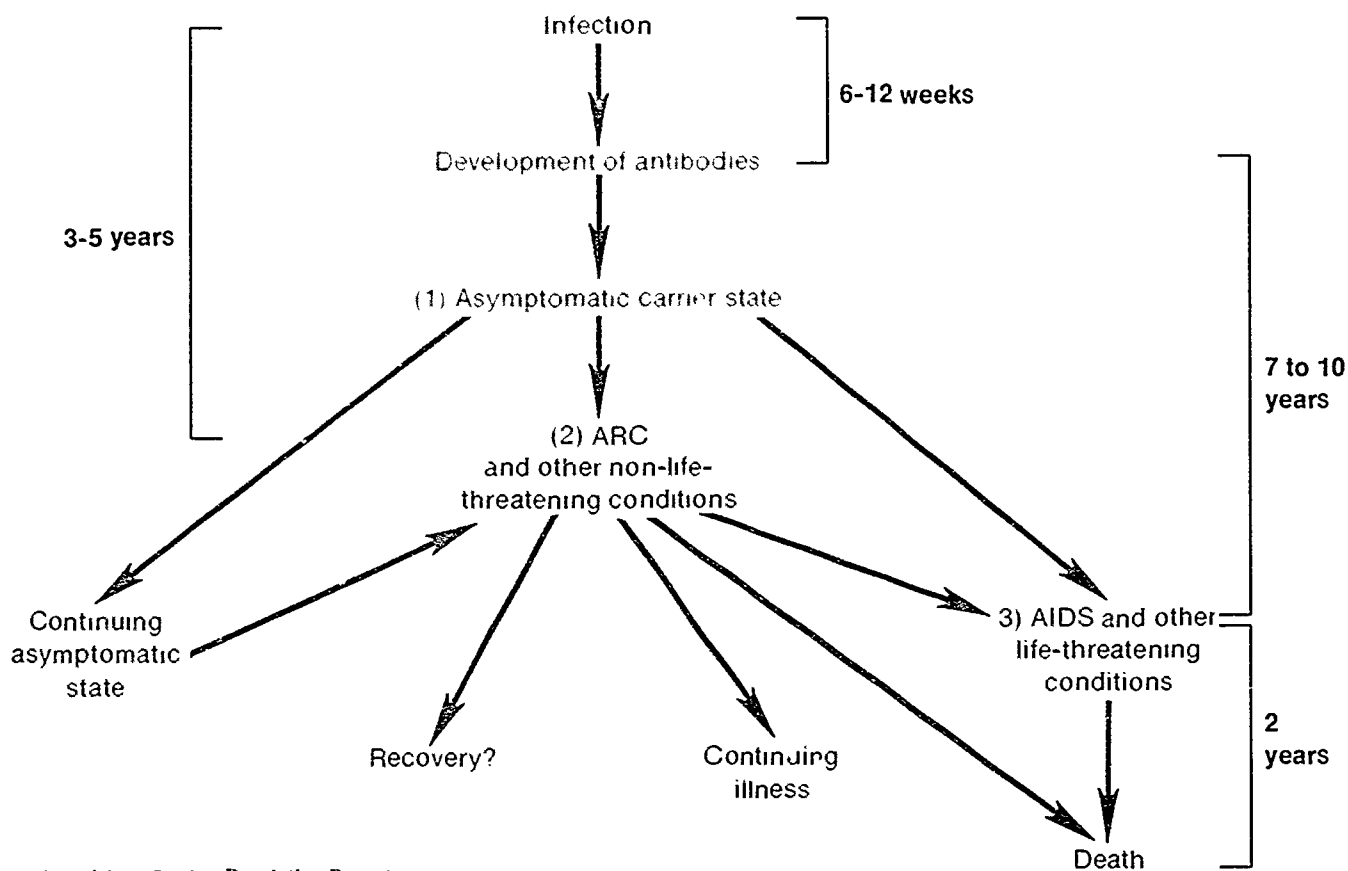 Infection
6-12 weeks
Development of antibodies
3-5 years
(1) Asymptomatic carrier state
7 to 10
years
(2) ARC
and other non-life-
threatening conditions
Continuing
asymptomatic
state
3) AIDS and other
life-threatening
conditions
2
years
Recovery?
Continuing
illness
Death